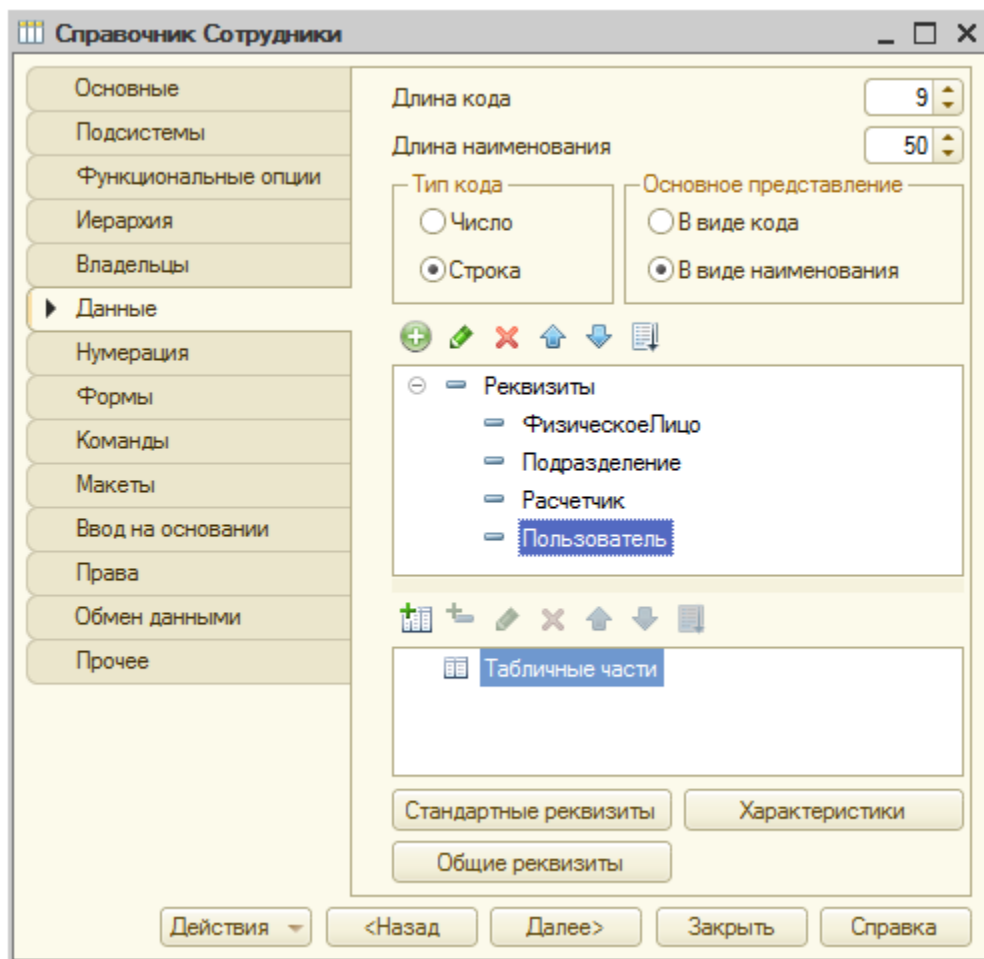 Справочник Сотрудники
Основные
Подсистемы
Функциональные опции
Иерархия
Владельцы
Данные
Нумерация
Формы
Команды
Макеты
Ввод на основании
Права
Обмен данными
Прочее
Длина кода 9
Длина наименования 50
Тип кода
Число
Строка
Основное представление
В виде кода
В виде наименования
Реквизиты
ФизическоеЛицо
Подразделение
Расчетчик
Пользователь
Табличные части
Стандартные реквизиты Характеристики
Общие реквизиты
Действия <Назад Далее> Закрыть Справка